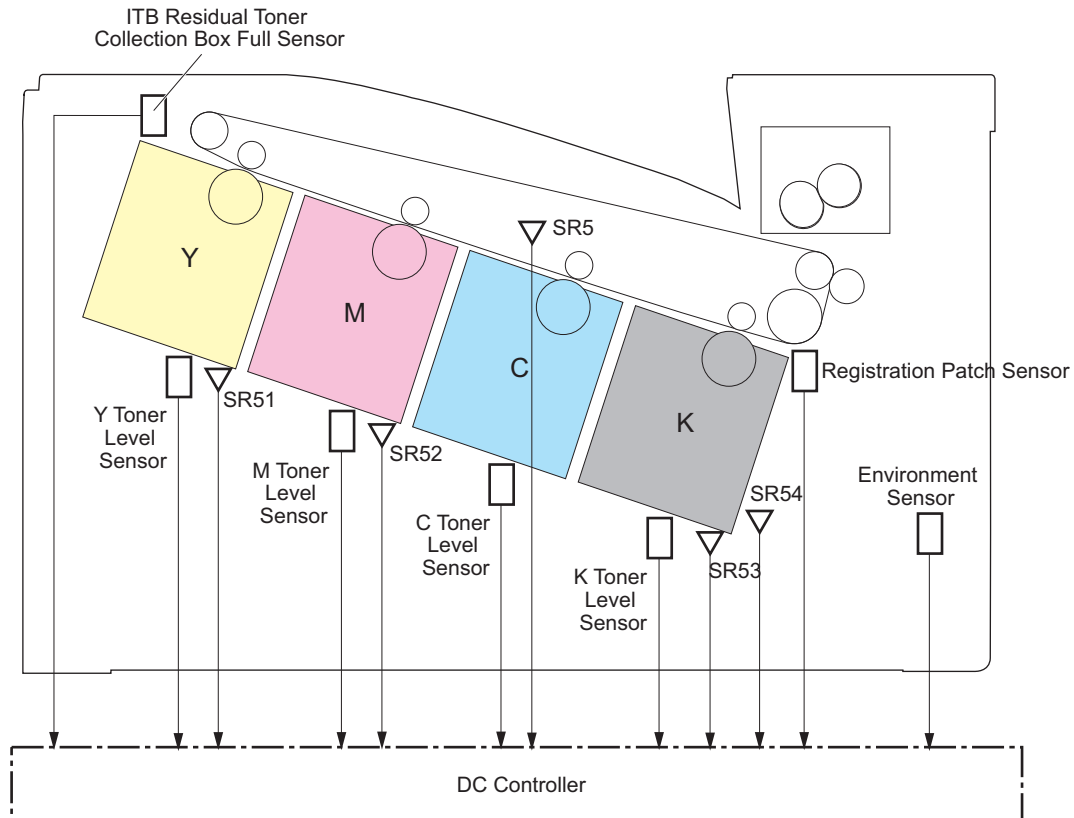 ITB Residual Toner
Collection Box Full Sensor
SR5
Y
M
C
K
Registration Patch Sensor
SR51
Y Toner
Level
Sensor
SR52
M Toner
Level
Sensor
SR54
Environment
Sensor
C Toner
Level
Sensor
SR53
K Toner
Level
Sensor
DC Controller